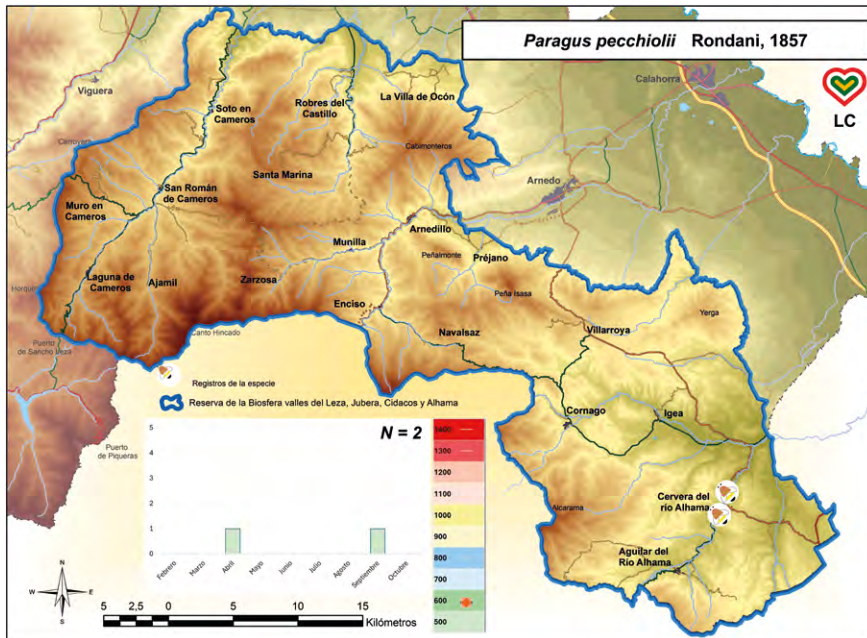 Paragus pecchiolii Rondani, 1857
LC
Calahorra
Viguera
Soto en
Cameros
Robres del
Castillo
La Villa de Ocón
Cabimonteros
Santa Marina
San Román
de Cameros
Muro en
Cameros
Arnedo
Arnedillo
Munilla
Peñalmonte
Préjano
Laguna de
Cameros
Ajamil
Zarzosa
Enciso
Peña Isasa
Navalsaz
Villarroya
Yerga
Puerto
de Sancho Leza
Canto Hincado
Registros de la especie
Reserva de la Biosfera valles del Leza, Jubera, Cidacos y Alhama
Cornago
Igea
Puerto
de Piqueras
N = 2
5
4
3
2
1
0
Febrero
Marzo
Abril
Mayo
Junio
Julio
Agosto
Septiembre
Octubre
1400
1300
1200
1100
1000
900
800
700
600
500
Alcarama
Cervera del
río Alhama
Aguilar del
Río Alhama
N
W
E
S
5
2,5
0
5
10
15
Kilómetros